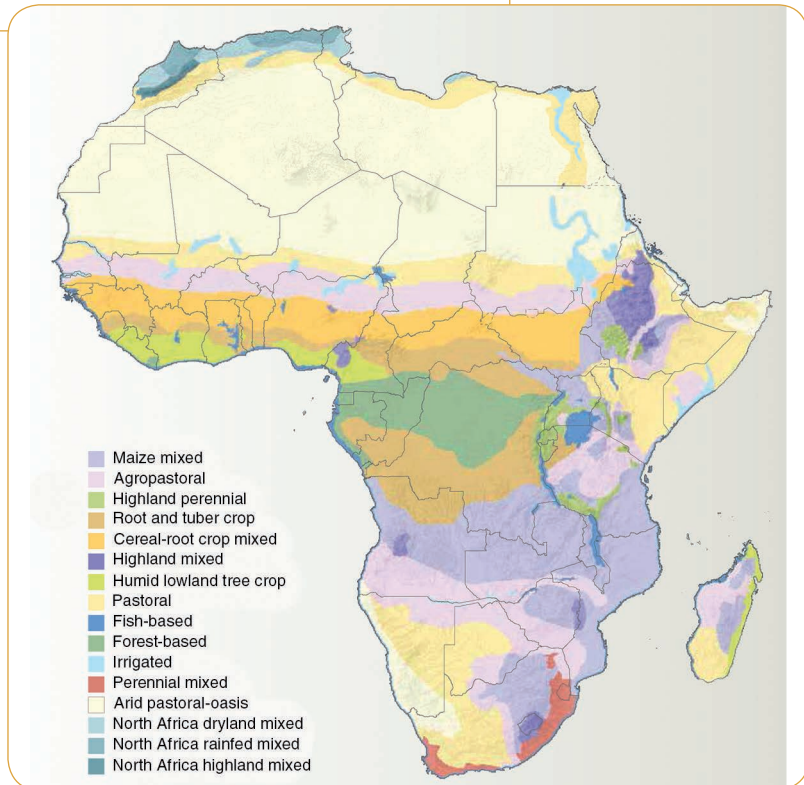 Maize mixed
Agropastoral
Highland perennial
Root and tuber crop
Cereal-root crop mixed
Highland mixed
Humid lowland tree crop
Pastoral
Fish-based
Forest-based
Irrigated
Perennial mixed
Arid pastoral-oasis
North Africa dryland mixed
North Africa rainfed mixed
North Africa highland mixed